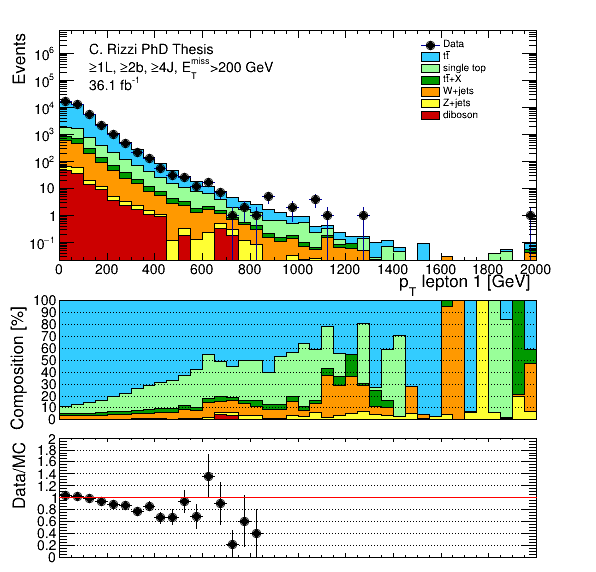 Events
10⁶
10⁵
10⁴
10³
10²
10
1
10⁻¹
C. Rizzi PhD Thesis
≥1L, ≥2b, ≥4J, E_T^miss>200 GeV
36.1 fb⁻¹
Data
tt̄
single top
tt̄+X
W+jets
Z+jets
diboson
0 200 400 600 800 1000 1200 1400 1600 1800 2000
p_T lepton 1 [GeV]
Composition [%]
100
90
80
70
60
50
40
30
20
10
0
Data/MC
2
1.8
1.6
1.4
1.2
1
0.8
0.6
0.4
0.2
0